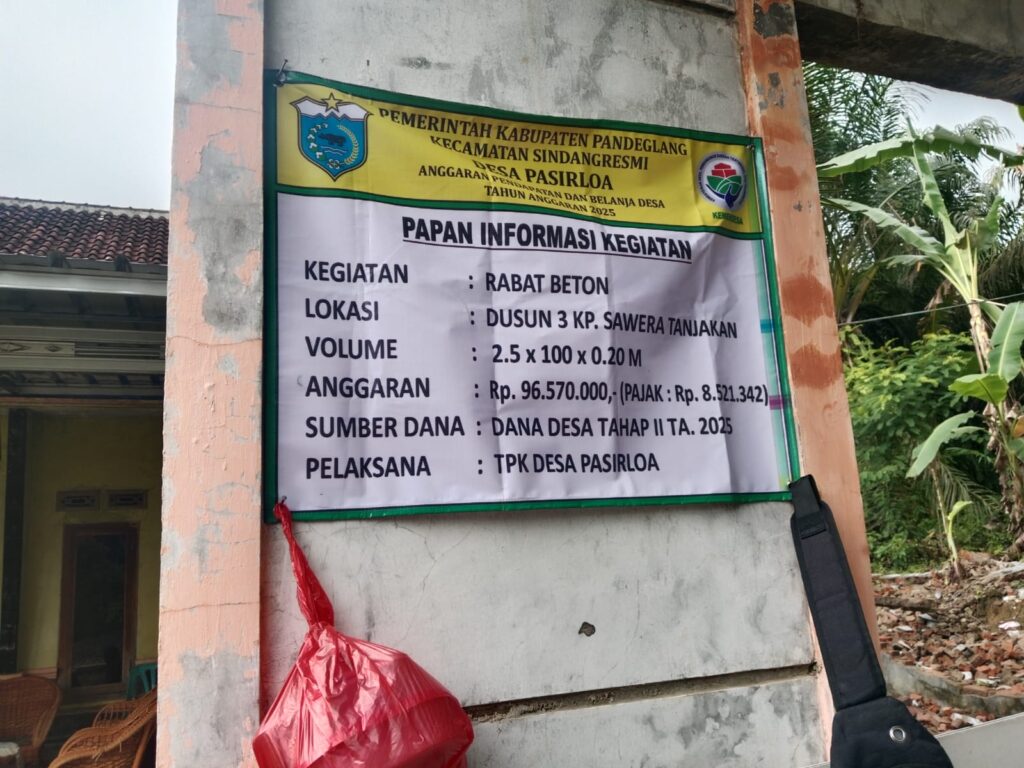 PEMERINTAH KABUPATEN PANDEGLANG
KECAMATAN SINDANGRESMI
DESA PASIRLOA
ANGGARAN PENDAPATAN DAN BELANJA DESA
TAHUN ANGGARAN 2025
KEMENDESA
PAPAN INFORMASI KEGIATAN
KEGIATAN : RABAT BETON
LOKASI : DUSUN 3 KP. SAWERA TANJAKAN
VOLUME : 2.5 x 100 x 0.20 M
ANGGARAN : Rp. 96.570.000,- (PAJAK : Rp. 8.521.342)
SUMBER DANA : DANA DESA TAHAP II TA. 2025
PELAKSANA : TPK DESA PASIRLOA